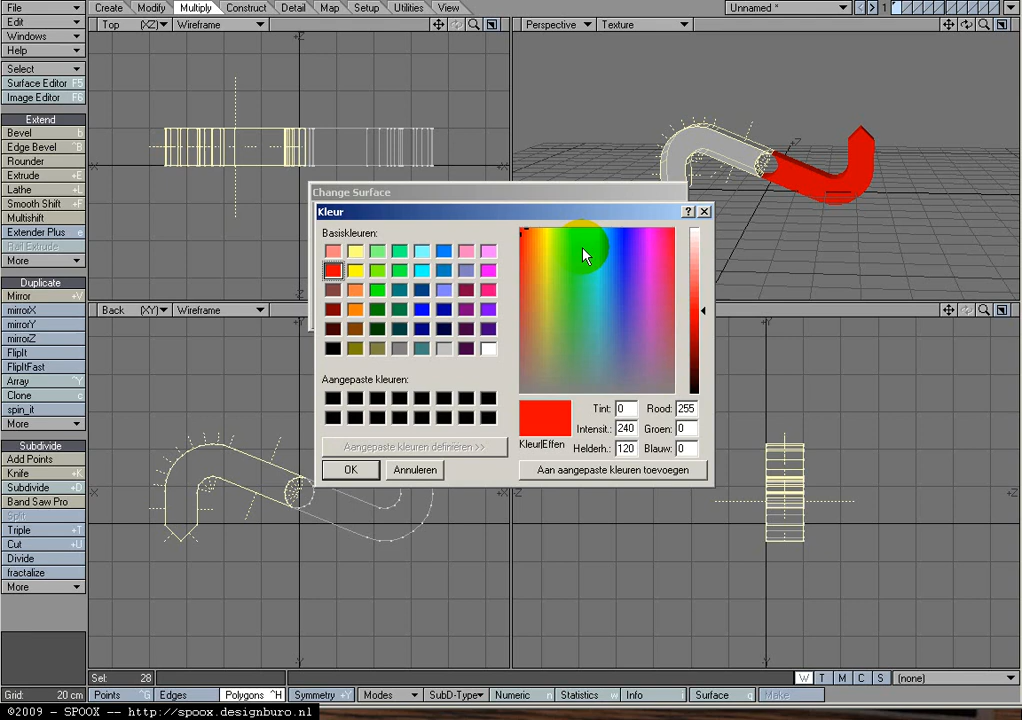 File Create Modify Multiply Construct Detail Map Setup Utilities View Unnamed * 1
Edit
Windows
Help
Select
Surface Editor F5
Image Editor F6
Extend
Bevel b
Edge Bevel ^B
Rounder
Extrude +E
Lathe +L
Smooth Shift +F
Multishift
Extender Plus e
Rail Extrude
More
Duplicate
Mirror +V
mirrorX
mirrorY
mirrorZ
FlipIt
FlipItFast
Array ^Y
Clone c
spin_it
More
Subdivide
Add Points
Knife +K
Subdivide +D
Band Saw Pro
Split
Triple +T
Cut +U
Divide
fractalize
More
Top (XZ) Wireframe
Perspective Texture
Back (XY) Wireframe
Change Surface
Kleur
Basiskleuren:
Aangepaste kleuren:
Aangepaste kleuren definiëren >>
OK Annuleren
Kleur|Effen
Tint: 0 Rood: 255
Intensit.: 240 Groen: 0
Helderh.: 120 Blauw: 0
Aan aangepaste kleuren toevoegen
Sel: 28
W T M C S (none)
Grid: 20 cm Points ^G Edges Polygons ^H Symmetry +Y Modes SubD-Type Numeric n Statistics w Info i Surface q Make
©2009 - SPOOX -- http://spoox.designburo.nl